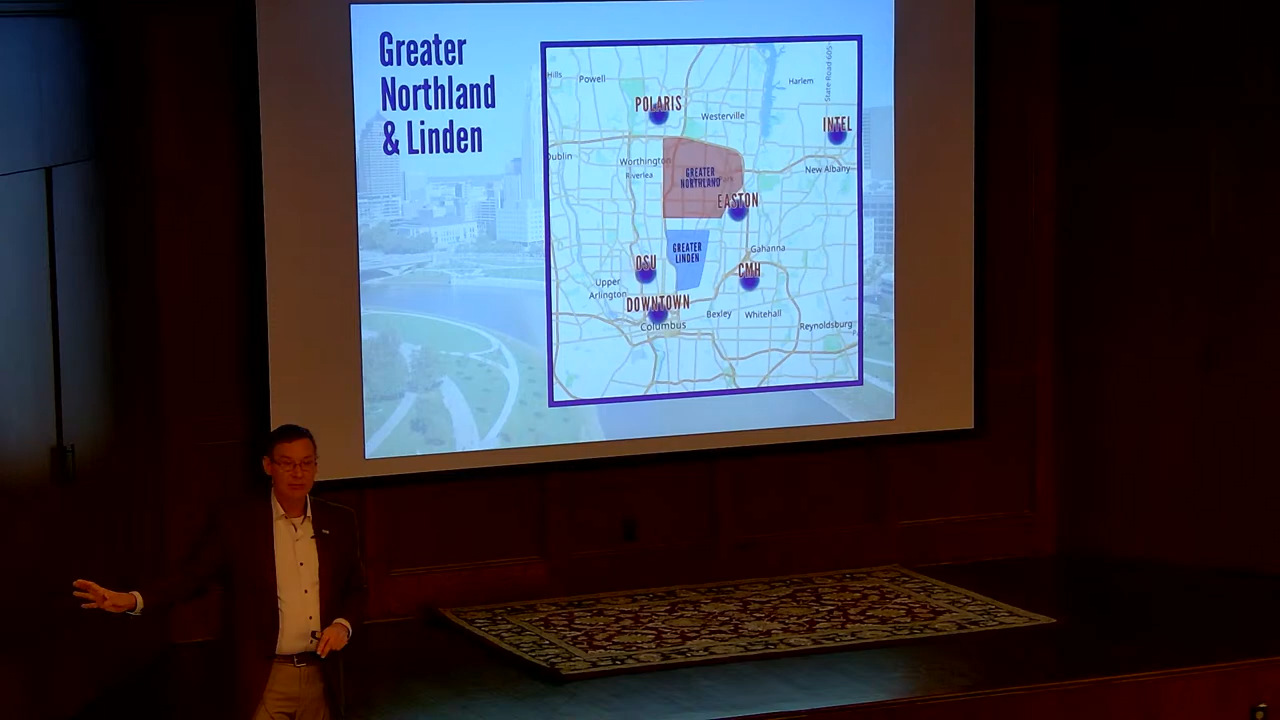 Greater
Northland
& Linden
Hills
Powell
Harlem
State Road 605
POLARIS
Westerville
INTEL
Dublin
Worthington
Riverlea
New Albany
GREATER
NORTHLAND
EASTON
GREATER
LINDEN
Gahanna
OSU
CMH
Upper
Arlington
DOWNTOWN
Columbus
Bexley
Whitehall
Reynoldsburg